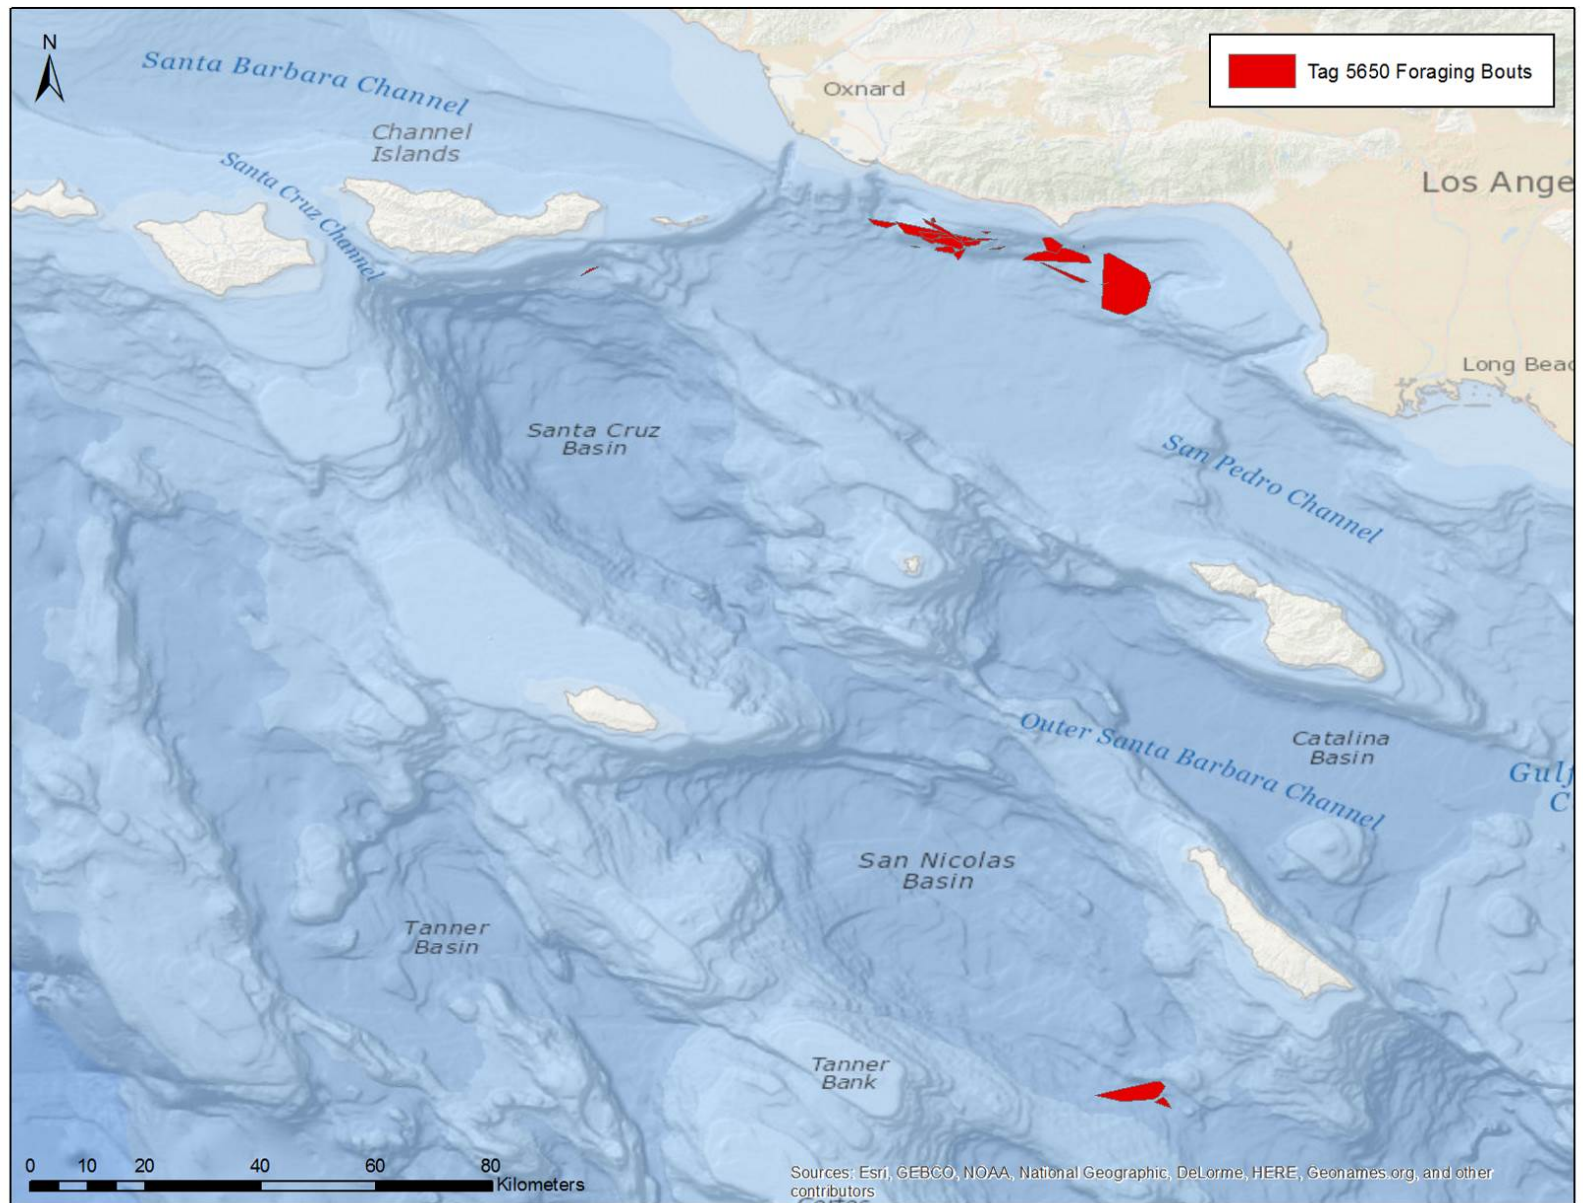 N
Santa Barbara Channel
Channel
Islands
Santa Cruz Channel
Oxnard
Tag 5650 Foraging Bouts
Los Ange
Long Beac
Santa Cruz
Basin
San Pedro Channel
Outer Santa Barbara Channel
Catalina
Basin
Gulf
C
San Nicolas
Basin
Tanner
Basin
Tanner
Bank
0 10 20 40 60 80
Kilometers
Sources: Esri, GEBCO, NOAA, National Geographic, DeLorme, HERE, Geonames.org, and other
contributors